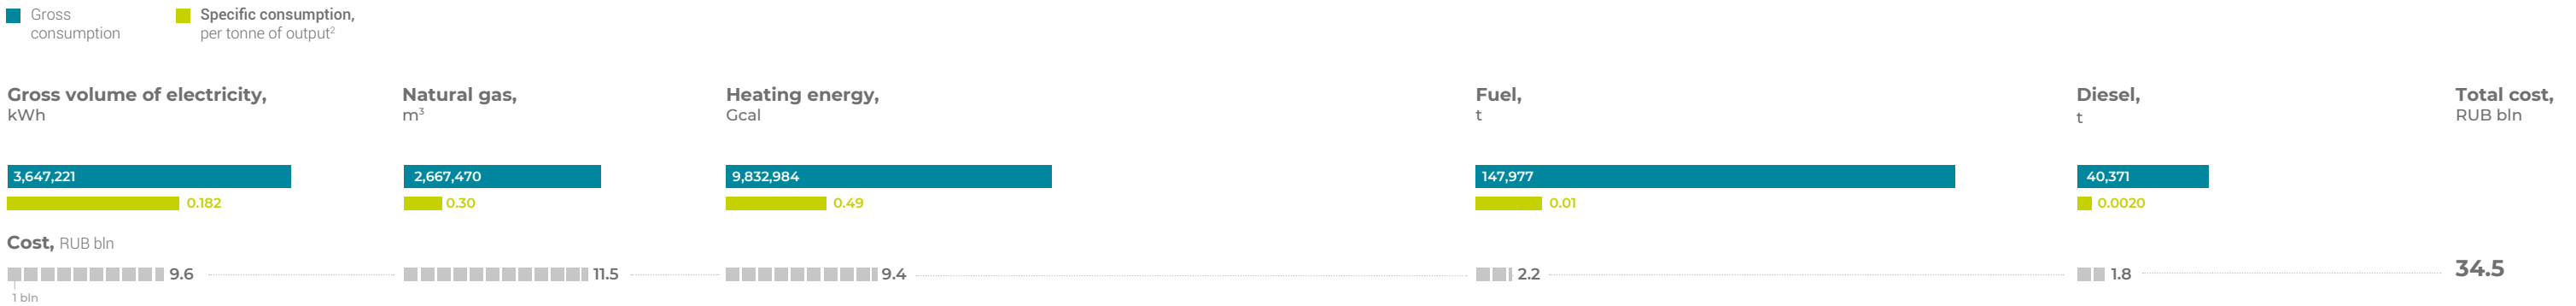 Gross
consumption
Specific consumption,
per tonne of output²
Gross volume of electricity,
kWh
Natural gas,
m³
Heating energy,
Gcal
Fuel,
t
Diesel,
t
Total cost,
RUB bln
3,647,221
0.182
2,667,470
0.30
9,832,984
0.49
147,977
0.01
40,371
0.0020
Cost, RUB bln
9.6
11.5
9.4
2.2
1.8
34.5
1 bln